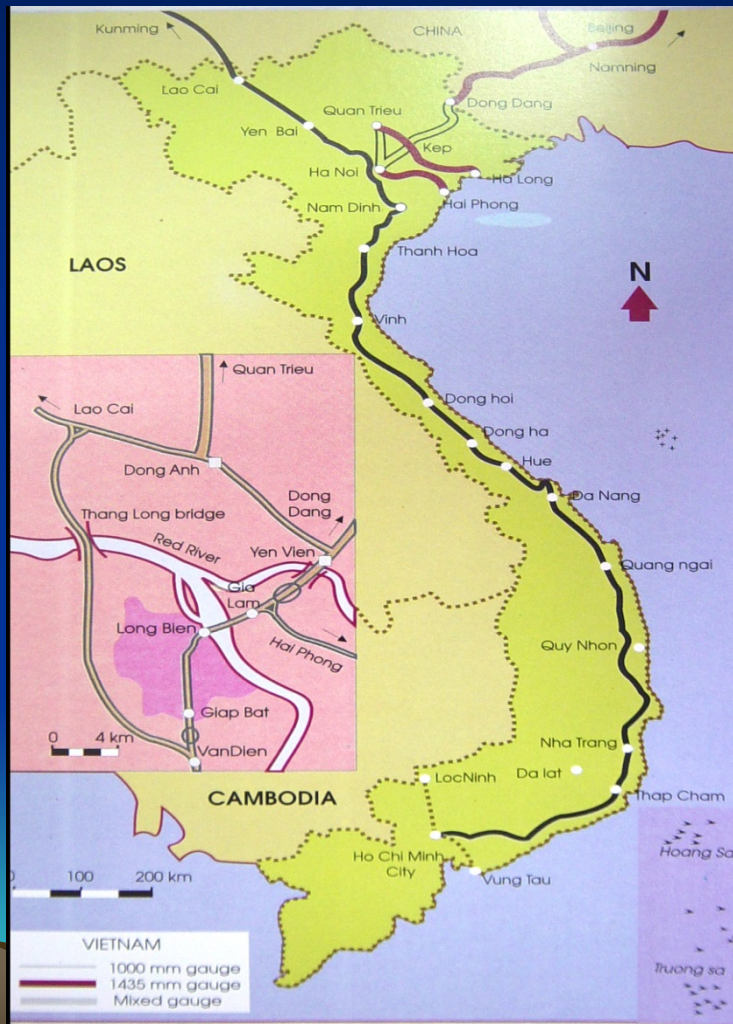 Kunming
CHINA
Beijing
Namning
Lao Cai
Quan Trieu
Dong Dang
Yen Bai
Kep
Ha Noi
Ha Long
Nam Dinh
Hai Phong
Thanh Hoa
LAOS
N
Vinh
Dong hoi
Dong ha
Hue
Da Nang
Quang ngai
Quy Nhon
Nha Trang
LocNinh
Da lat
Thap Cham
CAMBODIA
Ho Chi Minh
City
Vung Tau
Hoang Sa
Truong sa
Quan Trieu
Lao Cai
Dong Anh
Dong
Dang
Thang Long bridge
Red River
Yen Vien
Gia
Lam
Long Bien
Hai Phong
Giap Bat
0 4 km
VanDien
0 100 200 km
VIETNAM
1000 mm gauge
1435 mm gauge
Mixed gauge